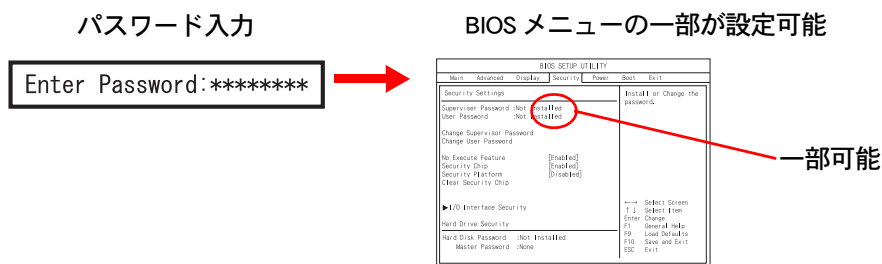 パスワード入力
BIOS メニューの一部が設定可能
Enter Password:********
BIOS SETUP UTILITY
Main Advanced Display Security Power Boot Exit
Security Settings
Install or Change the
password.
Supervisor Password :Not Installed
User Password :Not Installed
Change Supervisor Password
Change User Password
No Execute Feature [Enabled]
Security Chip [Enabled]
Security Platform [Disabled]
Clear Security Chip
▶I/O Interface Security
Hard Drive Security
Hard Disk Password :Not Installed
Master Password :None
←→ Select Screen
↑↓ Select Item
Enter Change
F1 General Help
F9 Load Defaults
F10 Save and Exit
ESC Exit
一部可能